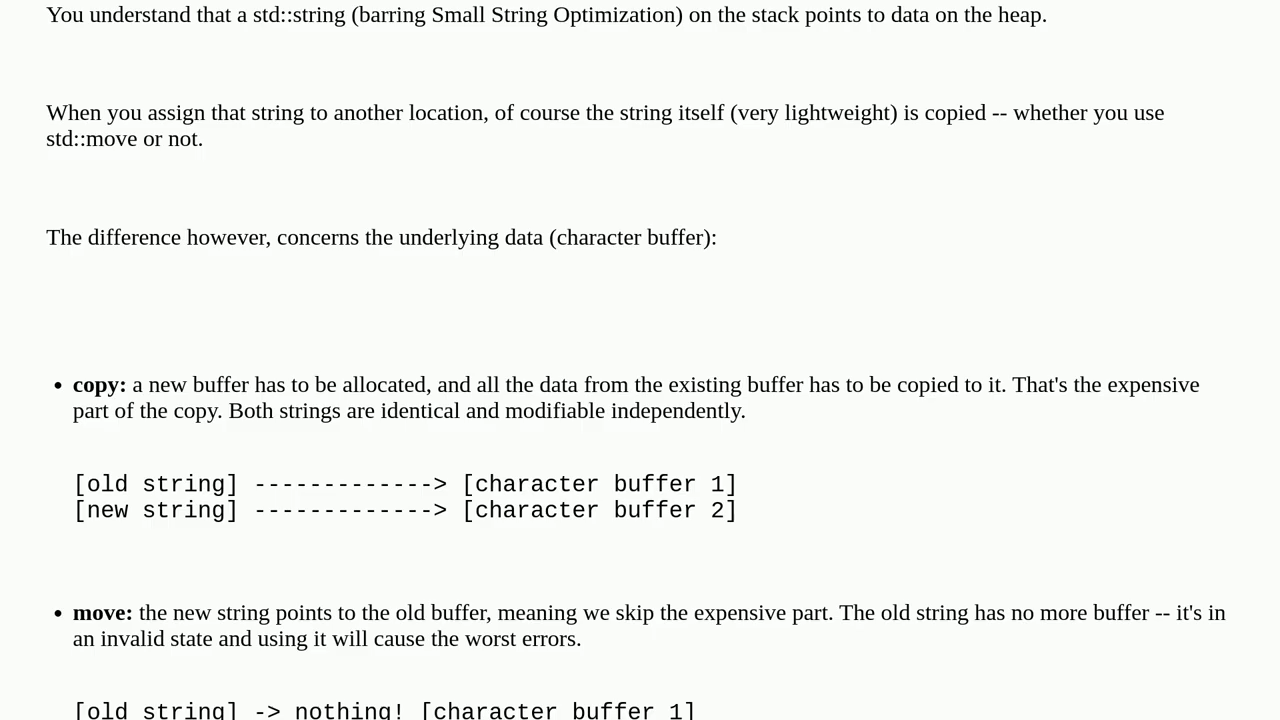 You understand that a std::string (barring Small String Optimization) on the stack points to data on the heap.
When you assign that string to another location, of course the string itself (very lightweight) is copied -- whether you use
std::move or not.
The difference however, concerns the underlying data (character buffer):
• copy: a new buffer has to be allocated, and all the data from the existing buffer has to be copied to it. That's the expensive
part of the copy. Both strings are identical and modifiable independently.
[old string] -------------> [character buffer 1]
[new string] -------------> [character buffer 2]
• move: the new string points to the old buffer, meaning we skip the expensive part. The old string has no more buffer -- it's in
an invalid state and using it will cause the worst errors.
[old string] -> nothing! [character buffer 1]